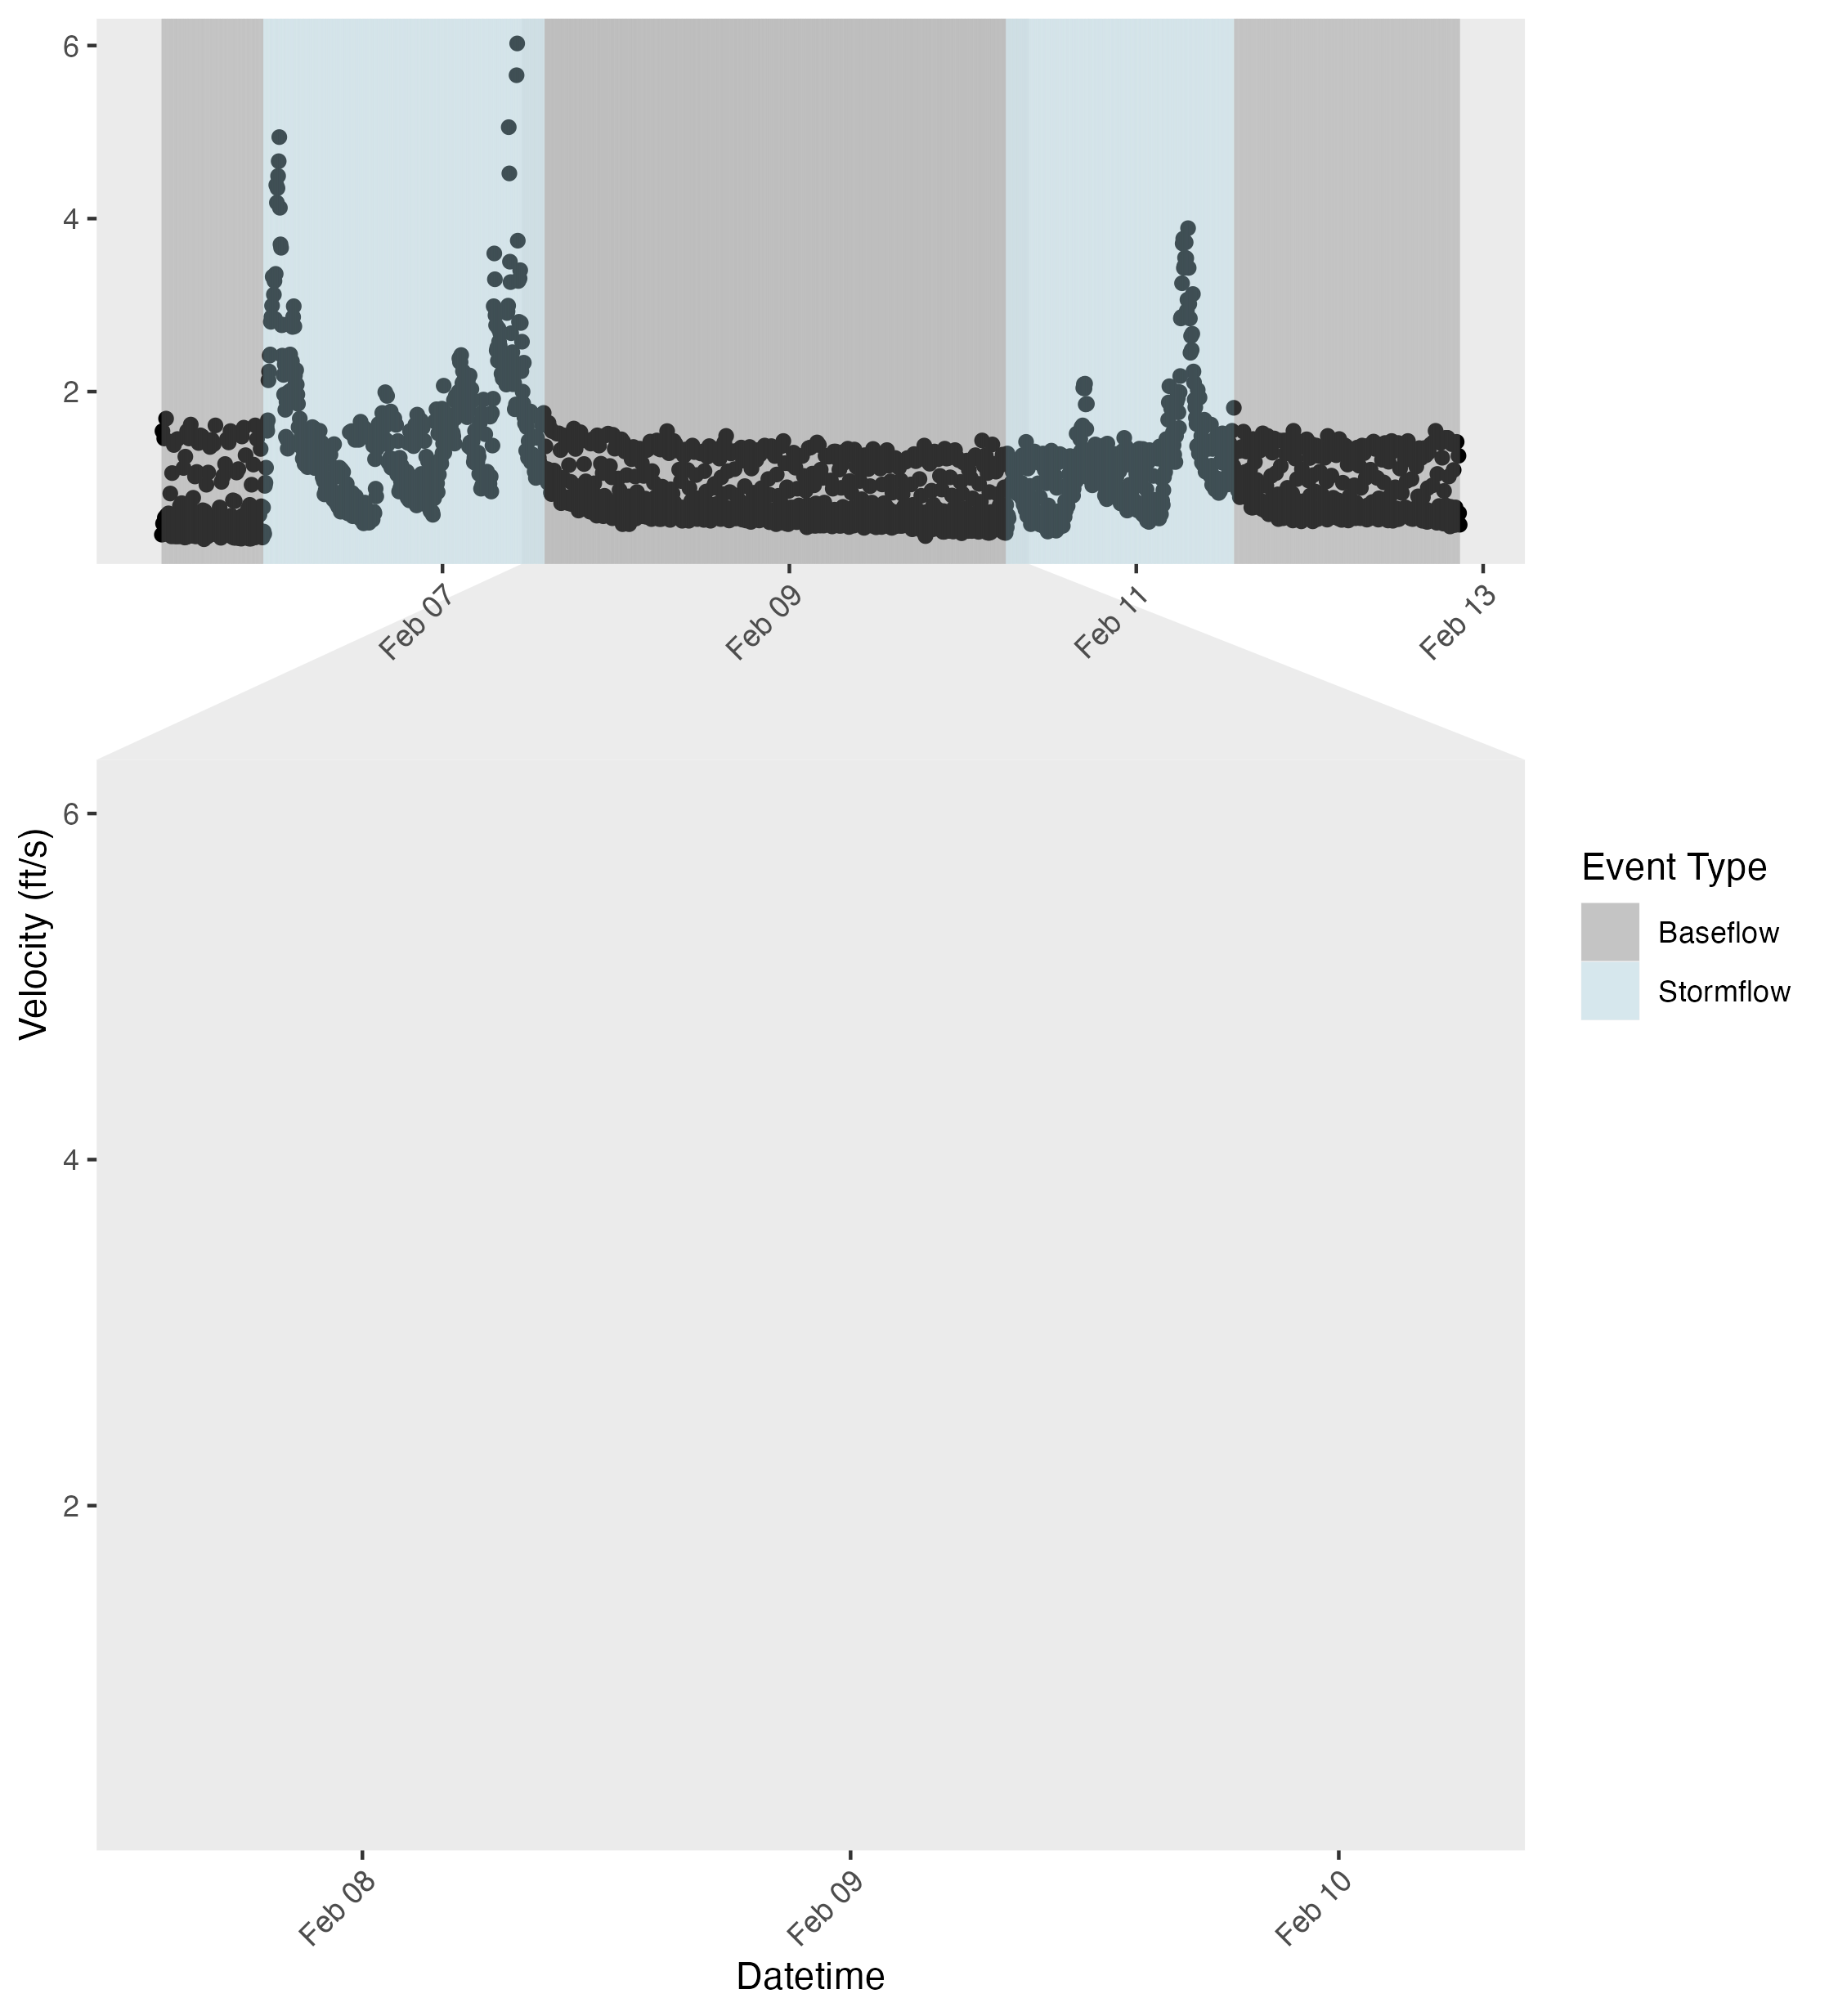 6
4
2
Feb 07
Feb 09
Feb 11
Feb 13
6
4
2
Velocity (ft/s)
Feb 08
Feb 09
Feb 10
Datetime
Event Type
Baseflow
Stormflow